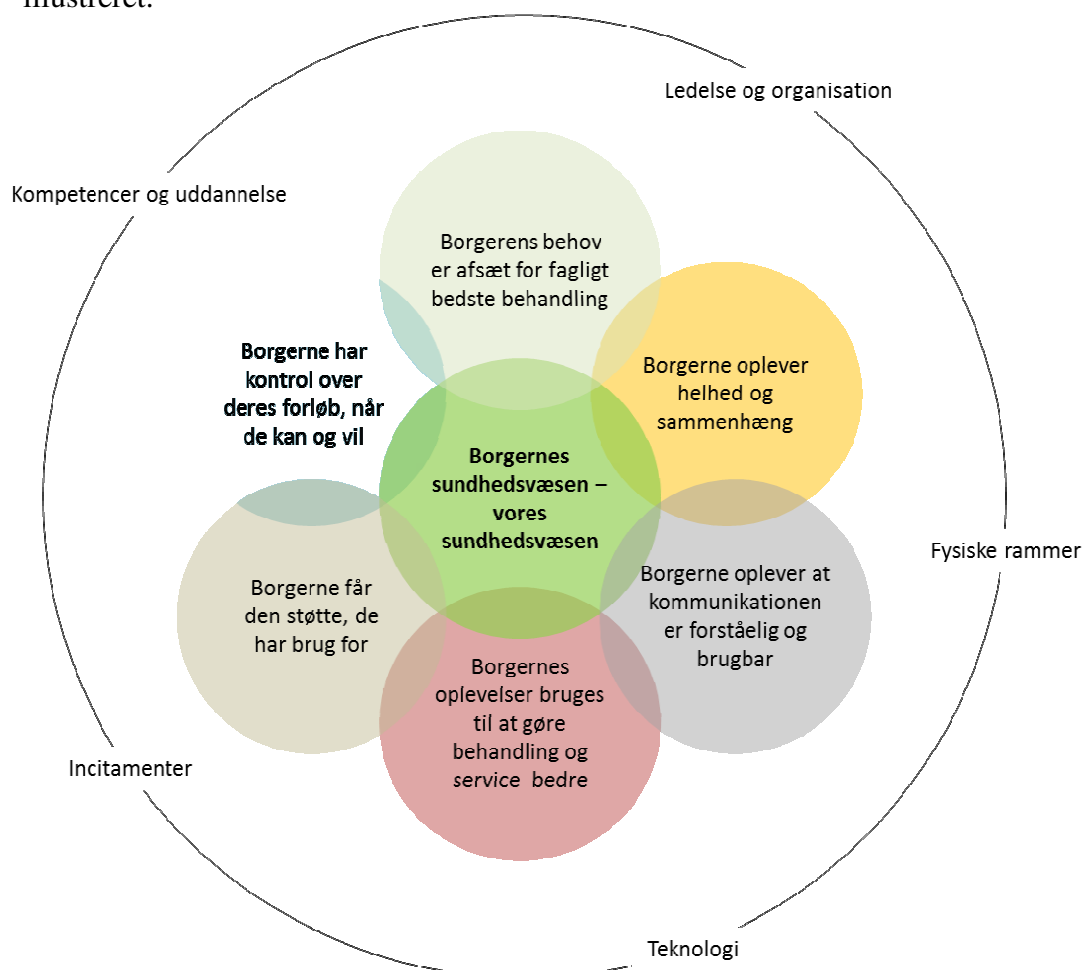 illustreret:
Ledelse og organisation
Kompetencer og uddannelse
Borgerens behov
er afsæt for fagligt
bedste behandling
Borgerne har
kontrol over
deres forløb, når
de kan og vil
Borgerne oplever
helhed og
sammenhæng
Borgernes
sundhedsvæsen –
vores
sundhedsvæsen
Fysiske rammer
Borgerne oplever at
kommunikationen
er forståelig og
brugbar
Borgerne får
den støtte, de
har brug for
Borgernes
oplevelser bruges
til at gøre
behandling og
service bedre
Incitamenter
Teknologi